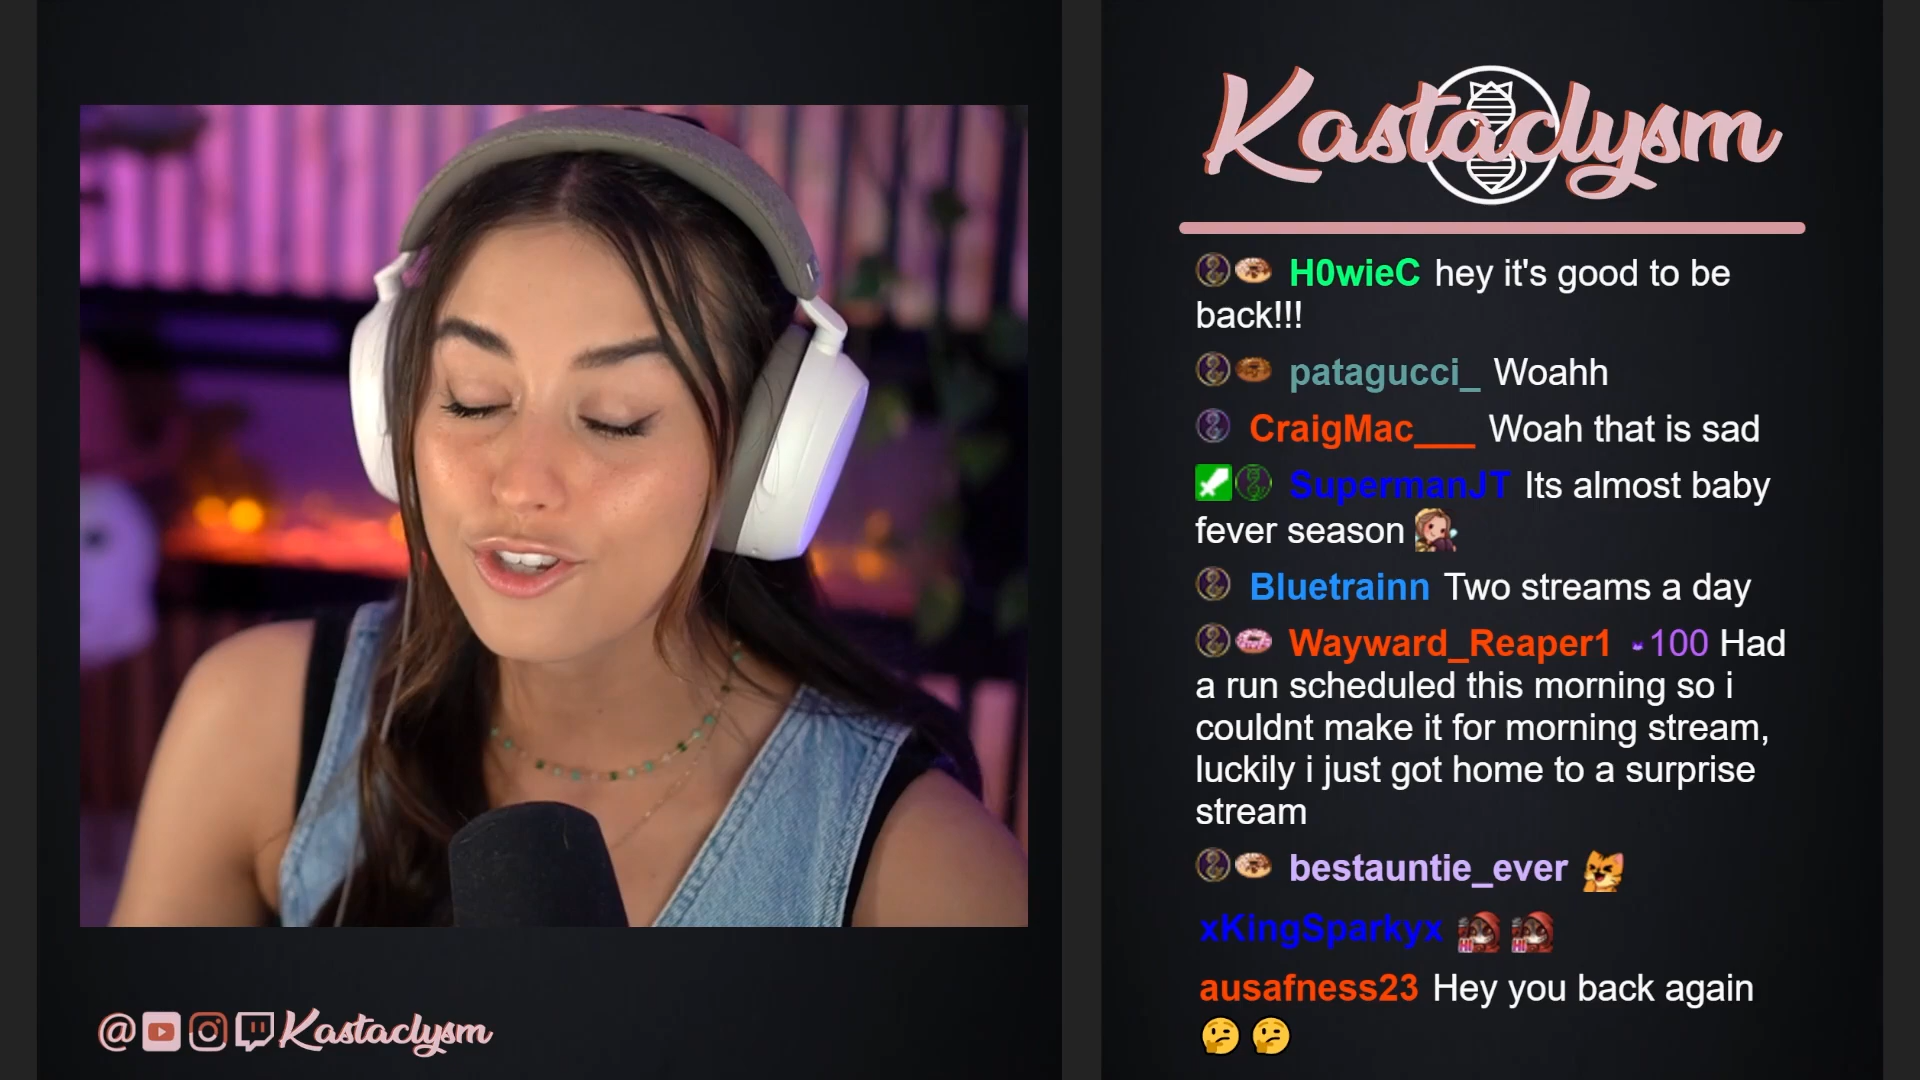 Kastaclysm
H0wieC hey it's good to be
back!!!
patagucci_ Woahh
CraigMac___ Woah that is sad
SupermanJT Its almost baby
fever season
Bluetrainn Two streams a day
Wayward_Reaper1 100 Had
a run scheduled this morning so i
couldnt make it for morning stream,
luckily i just got home to a surprise
stream
bestauntie_ever
xKingSparkyx HI HI
ausafness23 Hey you back again
🤔 🤔
@ Kastaclysm